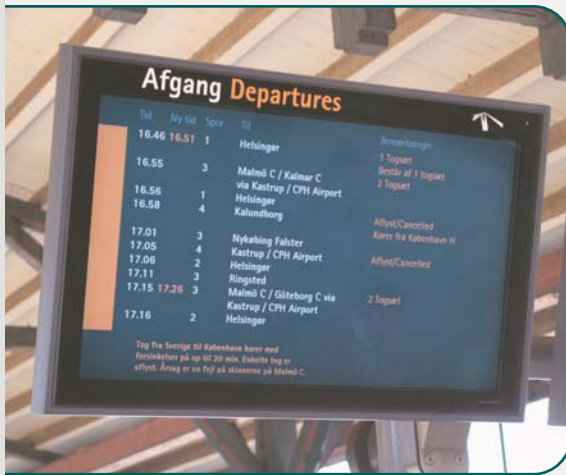 Afgang Departures
Tid Ny tid Spor Til Bemærkninger
16.46 16.51 1 Helsingør 1 Togsæt
Består af 1 togsæt
16.55 3 Malmö C / Kalmar C 2 Togsæt
via Kastrup / CPH Airport
16.56 1 Helsingør
16.58 4 Kalundborg Aflyst/Cancelled
Kører fra København H
17.01 3 Nykøbing Falster
17.05 4 Kastrup / CPH Airport Aflyst/Cancelled
17.06 2 Helsingør
17.11 3 Ringsted
17.15 17.26 3 Malmö C / Göteborg C via 2 Togsæt
Kastrup / CPH Airport
17.16 2 Helsingør
Tog fra Sverige til København kører med
forsinkelser på op til 20 min. Enkelte tog er
aflyst. Årsag er en fejl på skinnerne på Malmö C.